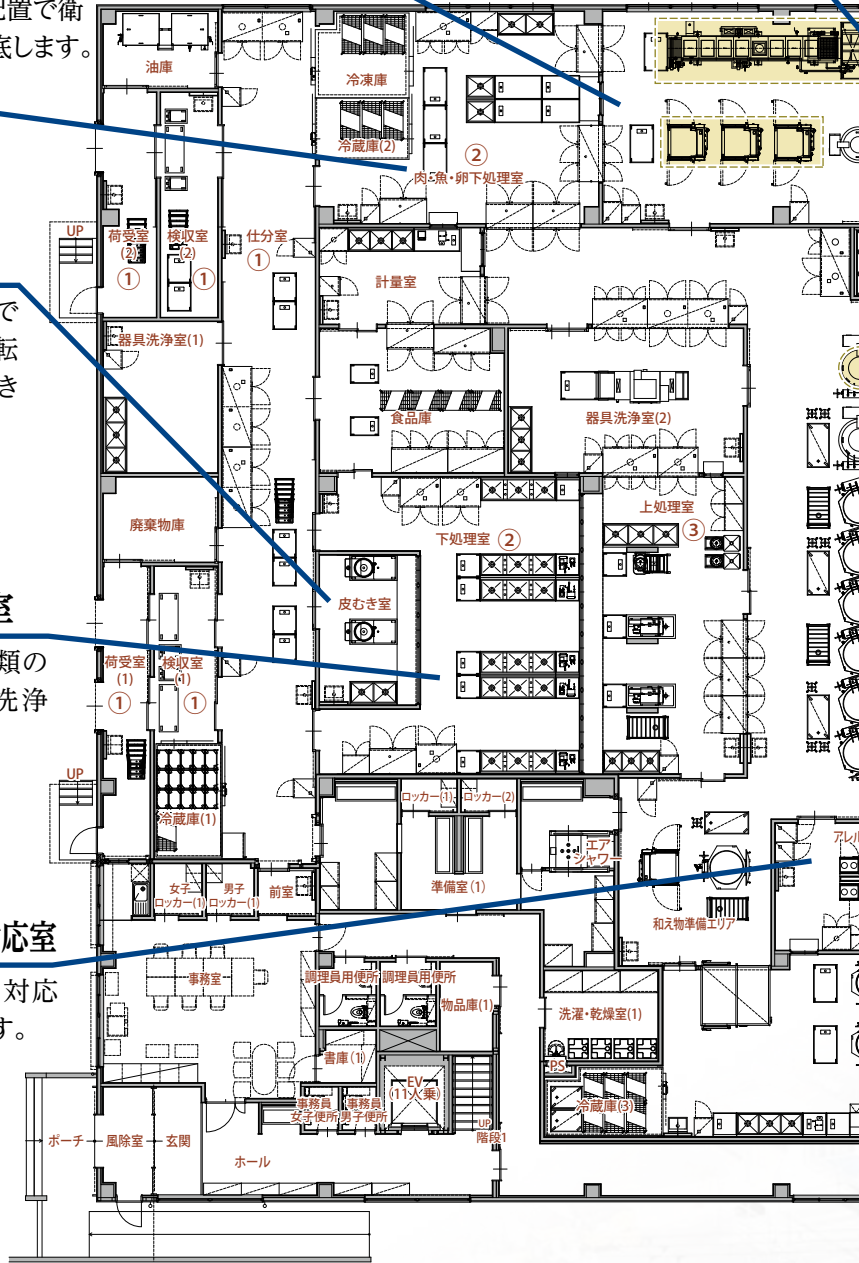 配置で衛
底します。
油庫
冷凍庫
冷蔵庫(2)
②
肉・魚・卵下処理室
UP
荷受室
(2)
①
検収室
(2)
①
仕分室
①
計量室
で
転
き
器具洗浄室(1)
食品庫
器具洗浄室(2)
廃棄物庫
下処理室 ②
上処理室
③
皮むき室
室
類の
洗浄
荷受室
(1)
①
検収室
(1)
①
UP
冷蔵庫(1)
ロッカー(1)
ロッカー(2)
準備室(1)
エア
シャワー
アレル
和え物準備エリア
女子
ロッカー(1)
男子
ロッカー(1)
前室
応室
対応
す。
事務室
調理員用便所
調理員用便所
物品庫(1)
洗濯・乾燥室(1)
PS
冷蔵庫(3)
書庫(1)
EV
(11人乗)
事務員
女子便所
事務員
男子便所
UP
階段1
ポーチ
風除室
玄関
ホール